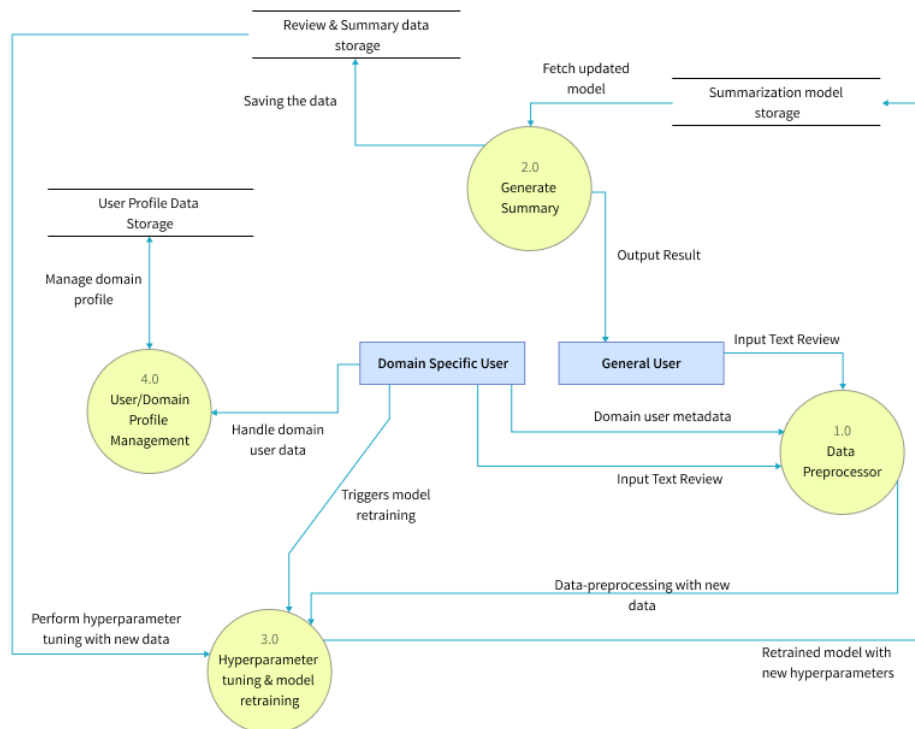 Review & Summary data
storage
Fetch updated
model
Saving the data
Summarization model
storage
2.0
Generate
Summary
User Profile Data
Storage
Output Result
Manage domain
profile
Input Text Review
Domain Specific User
General User
4.0
User/Domain
Profile
Management
Handle domain
user data
Domain user metadata
1.0
Data
Preprocessor
Input Text Review
Triggers model
retraining
Data-preprocessing with new
data
Perform hyperparameter
tuning with new data
3.0
Hyperparameter
tuning & model
retraining
Retrained model with
new hyperparameters